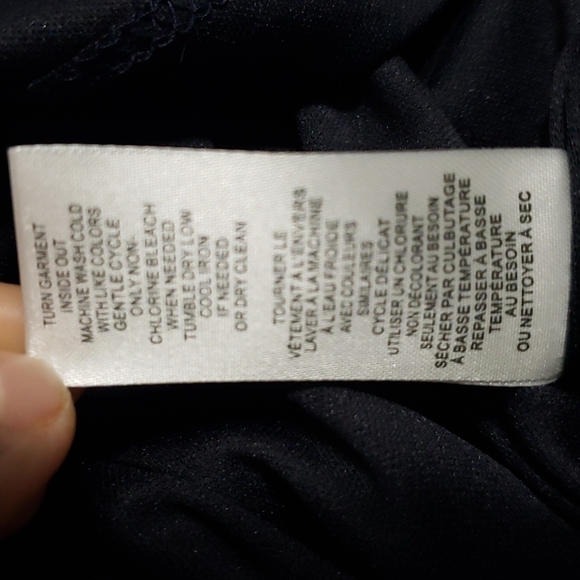 TURN GARMENT
INSIDE OUT
MACHINE WASH COLD
WITH LIKE COLORS
GENTLE CYCLE
ONLY NON-
CHLORINE BLEACH
WHEN NEEDED
TUMBLE DRY LOW
COOL IRON
IF NEEDED
OR DRY CLEAN
TOURNER LE
VÊTEMENT À L'ENVERS
LAVER À LA MACHINE
À L'EAU FROIDE
AVEC COULEURS
SIMILAIRES
CYCLE DÉLICAT
UTILISER UN CHLORURE
NON DÉCOLORANT
SEULEMENT AU BESOIN
SÉCHER PAR CULBUTAGE
À BASSE TEMPÉRATURE
REPASSER À BASSE
TEMPÉRATURE
AU BESOIN
OU NETTOYER À SEC